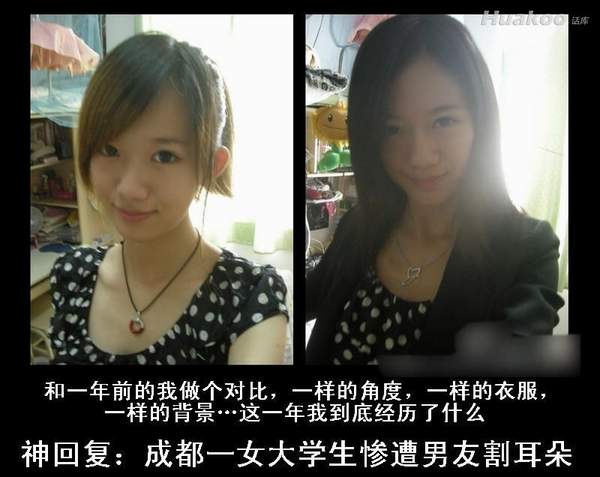 Huakoo 话库
和一年前的我做个对比，一样的角度，一样的衣服，
一样的背景…这一年我到底经历了什么
神回复：成都一女大学生惨遭男友割耳朵